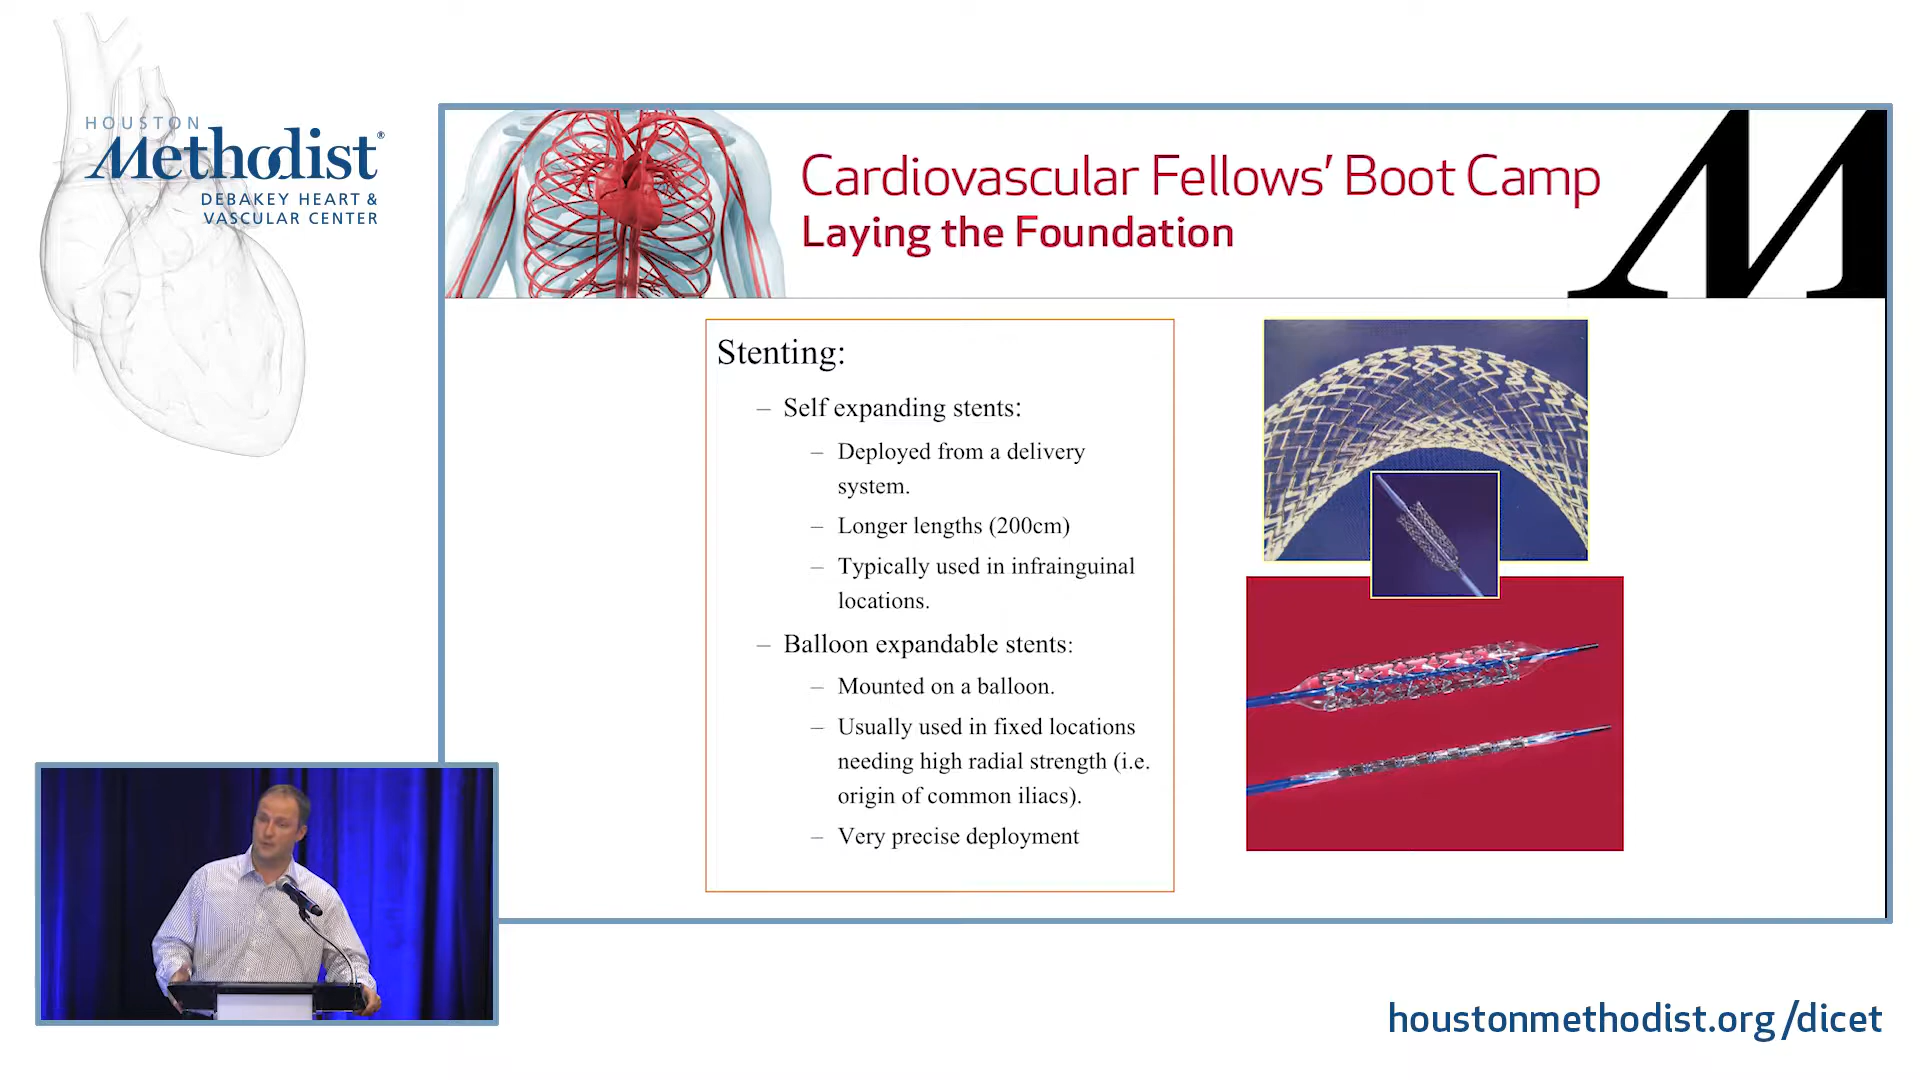 HOUSTON
Methodist®
DEBAKEY HEART &
VASCULAR CENTER
Cardiovascular Fellows’ Boot Camp
Laying the Foundation
M
Stenting:
– Self expanding stents:
– Deployed from a delivery
system.
– Longer lengths (200cm)
– Typically used in infrainguinal
locations.
– Balloon expandable stents:
– Mounted on a balloon.
– Usually used in fixed locations
needing high radial strength (i.e.
origin of common iliacs).
– Very precise deployment
houstonmethodist.org/dicet